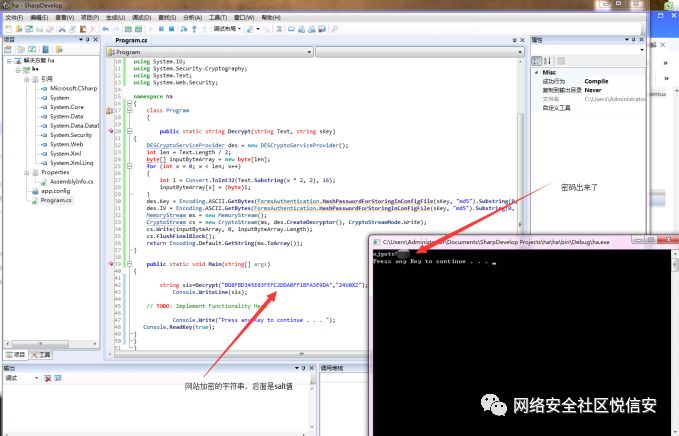 ha - SharpDevelop
文件(F) 编辑(E) 查看(V) 项目(P) 生成(U) 调试(D) 搜索(S) 分析(A) 工具(T) 窗口(W) 帮助(H)
调试布局
项目
解决方案 ha
ha
引用
Microsoft.CSharp
System
System.Core
System.Data
System.Data.DataS
System.Security
System.Web
System.Xml
System.Xml.Linq
Properties
AssemblyInfo.cs
app.config
Program.cs
项目 工具
Program.cs
Program
10 using System.IO;
11 using System.Security.Cryptography;
12 using System.Text;
13 using System.Web.Security;
14
15 namespace ha
16 {
17 class Program
18 {
19
20 public static string Decrypt(string Text, string sKey)
21 {
22 DESCryptoServiceProvider des = new DESCryptoServiceProvider();
23 int len = Text.Length / 2;
24 byte[] inputByteArray = new byte[len];
25 for (int x = 0; x < len; x++)
26 {
27 int i = Convert.ToInt32(Text.Substring(x * 2, 2), 16);
28 inputByteArray[x] = (byte)i;
29 }
30 des.Key = Encoding.ASCII.GetBytes(FormsAuthentication.HashPasswordForStoringInConfigFile(sKey, "md5").Substring(0,
31 des.IV = Encoding.ASCII.GetBytes(FormsAuthentication.HashPasswordForStoringInConfigFile(sKey, "md5").Substring(0,
32 MemoryStream ms = new MemoryStream();
33 CryptoStream cs = new CryptoStream(ms, des.CreateDecryptor(), CryptoStreamMode.Write);
34 cs.Write(inputByteArray, 0, inputByteArray.Length);
35 cs.FlushFinalBlock();
36 return Encoding.Default.GetString(ms.ToArray());
37 }
38
39 public static void Main(string[] args)
40 {
41
42 string sis=Decrypt("BD8FBD345E83FEFC2DDA0FF1BFA3E9DA","24V0XZ");
43 Console.WriteLine(sis);
44
45 // TODO: Implement Functionality Here
46
47 Console.Write("Press any key to continue . . . ");
48 Console.ReadKey(true);
49 }
50 }
51 }
属性
Misc
成功行为 Compile
复制到输出目录 Never
文件名 C:\Users\Administrator
自定义工具
密码出来了
C:\Users\Administrator\Documents\SharpDevelop Projects\ha\ha\bin\Debug\ha.exe
xjgstc
Press any key to continue . . .
网站加密的字符串,后面是salt值
输出
调试
调用堆栈
网络安全社区悦信安